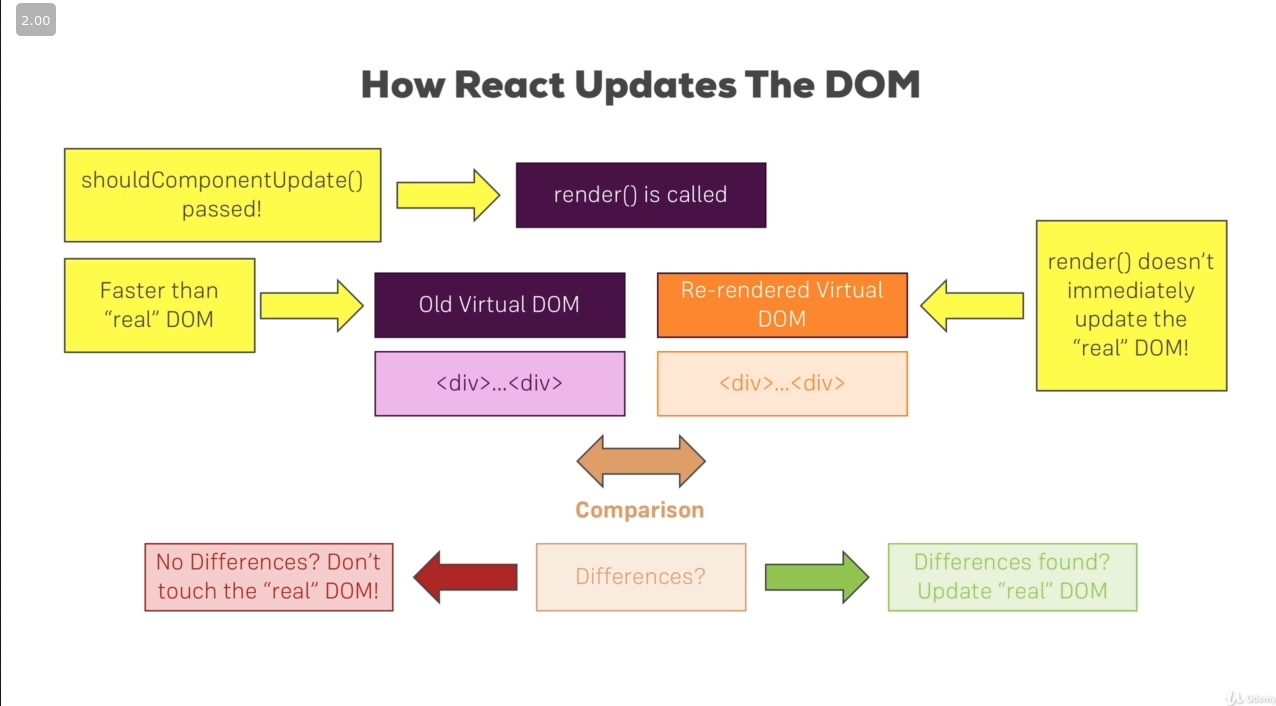 2.00
How React Updates The DOM
shouldComponentUpdate()
passed!
render() is called
Faster than
“real” DOM
Old Virtual DOM
Re-rendered Virtual
DOM
render() doesn’t
immediately
update the
“real” DOM!
<div>...<div>
<div>...<div>
Comparison
No Differences? Don’t
touch the “real” DOM!
Differences?
Differences found?
Update “real” DOM
Udemy